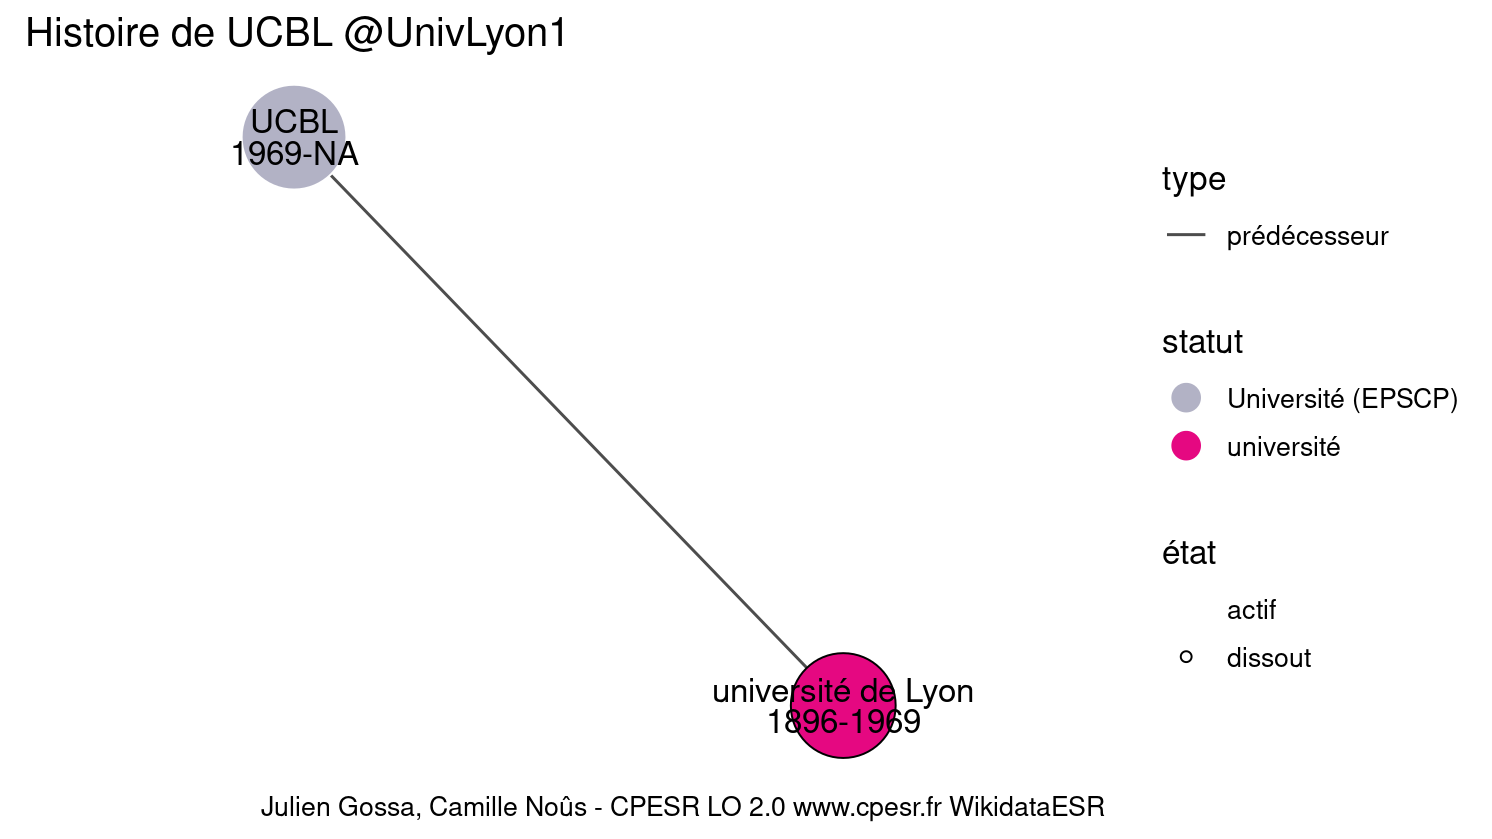 Histoire de UCBL @UnivLyon1
UCBL
1969-NA
type
prédécesseur
statut
Université (EPSCP)
université
état
actif
dissout
université de Lyon
1896-1969
Julien Gossa, Camille Noûs - CPESR LO 2.0 www.cpesr.fr WikidataESR